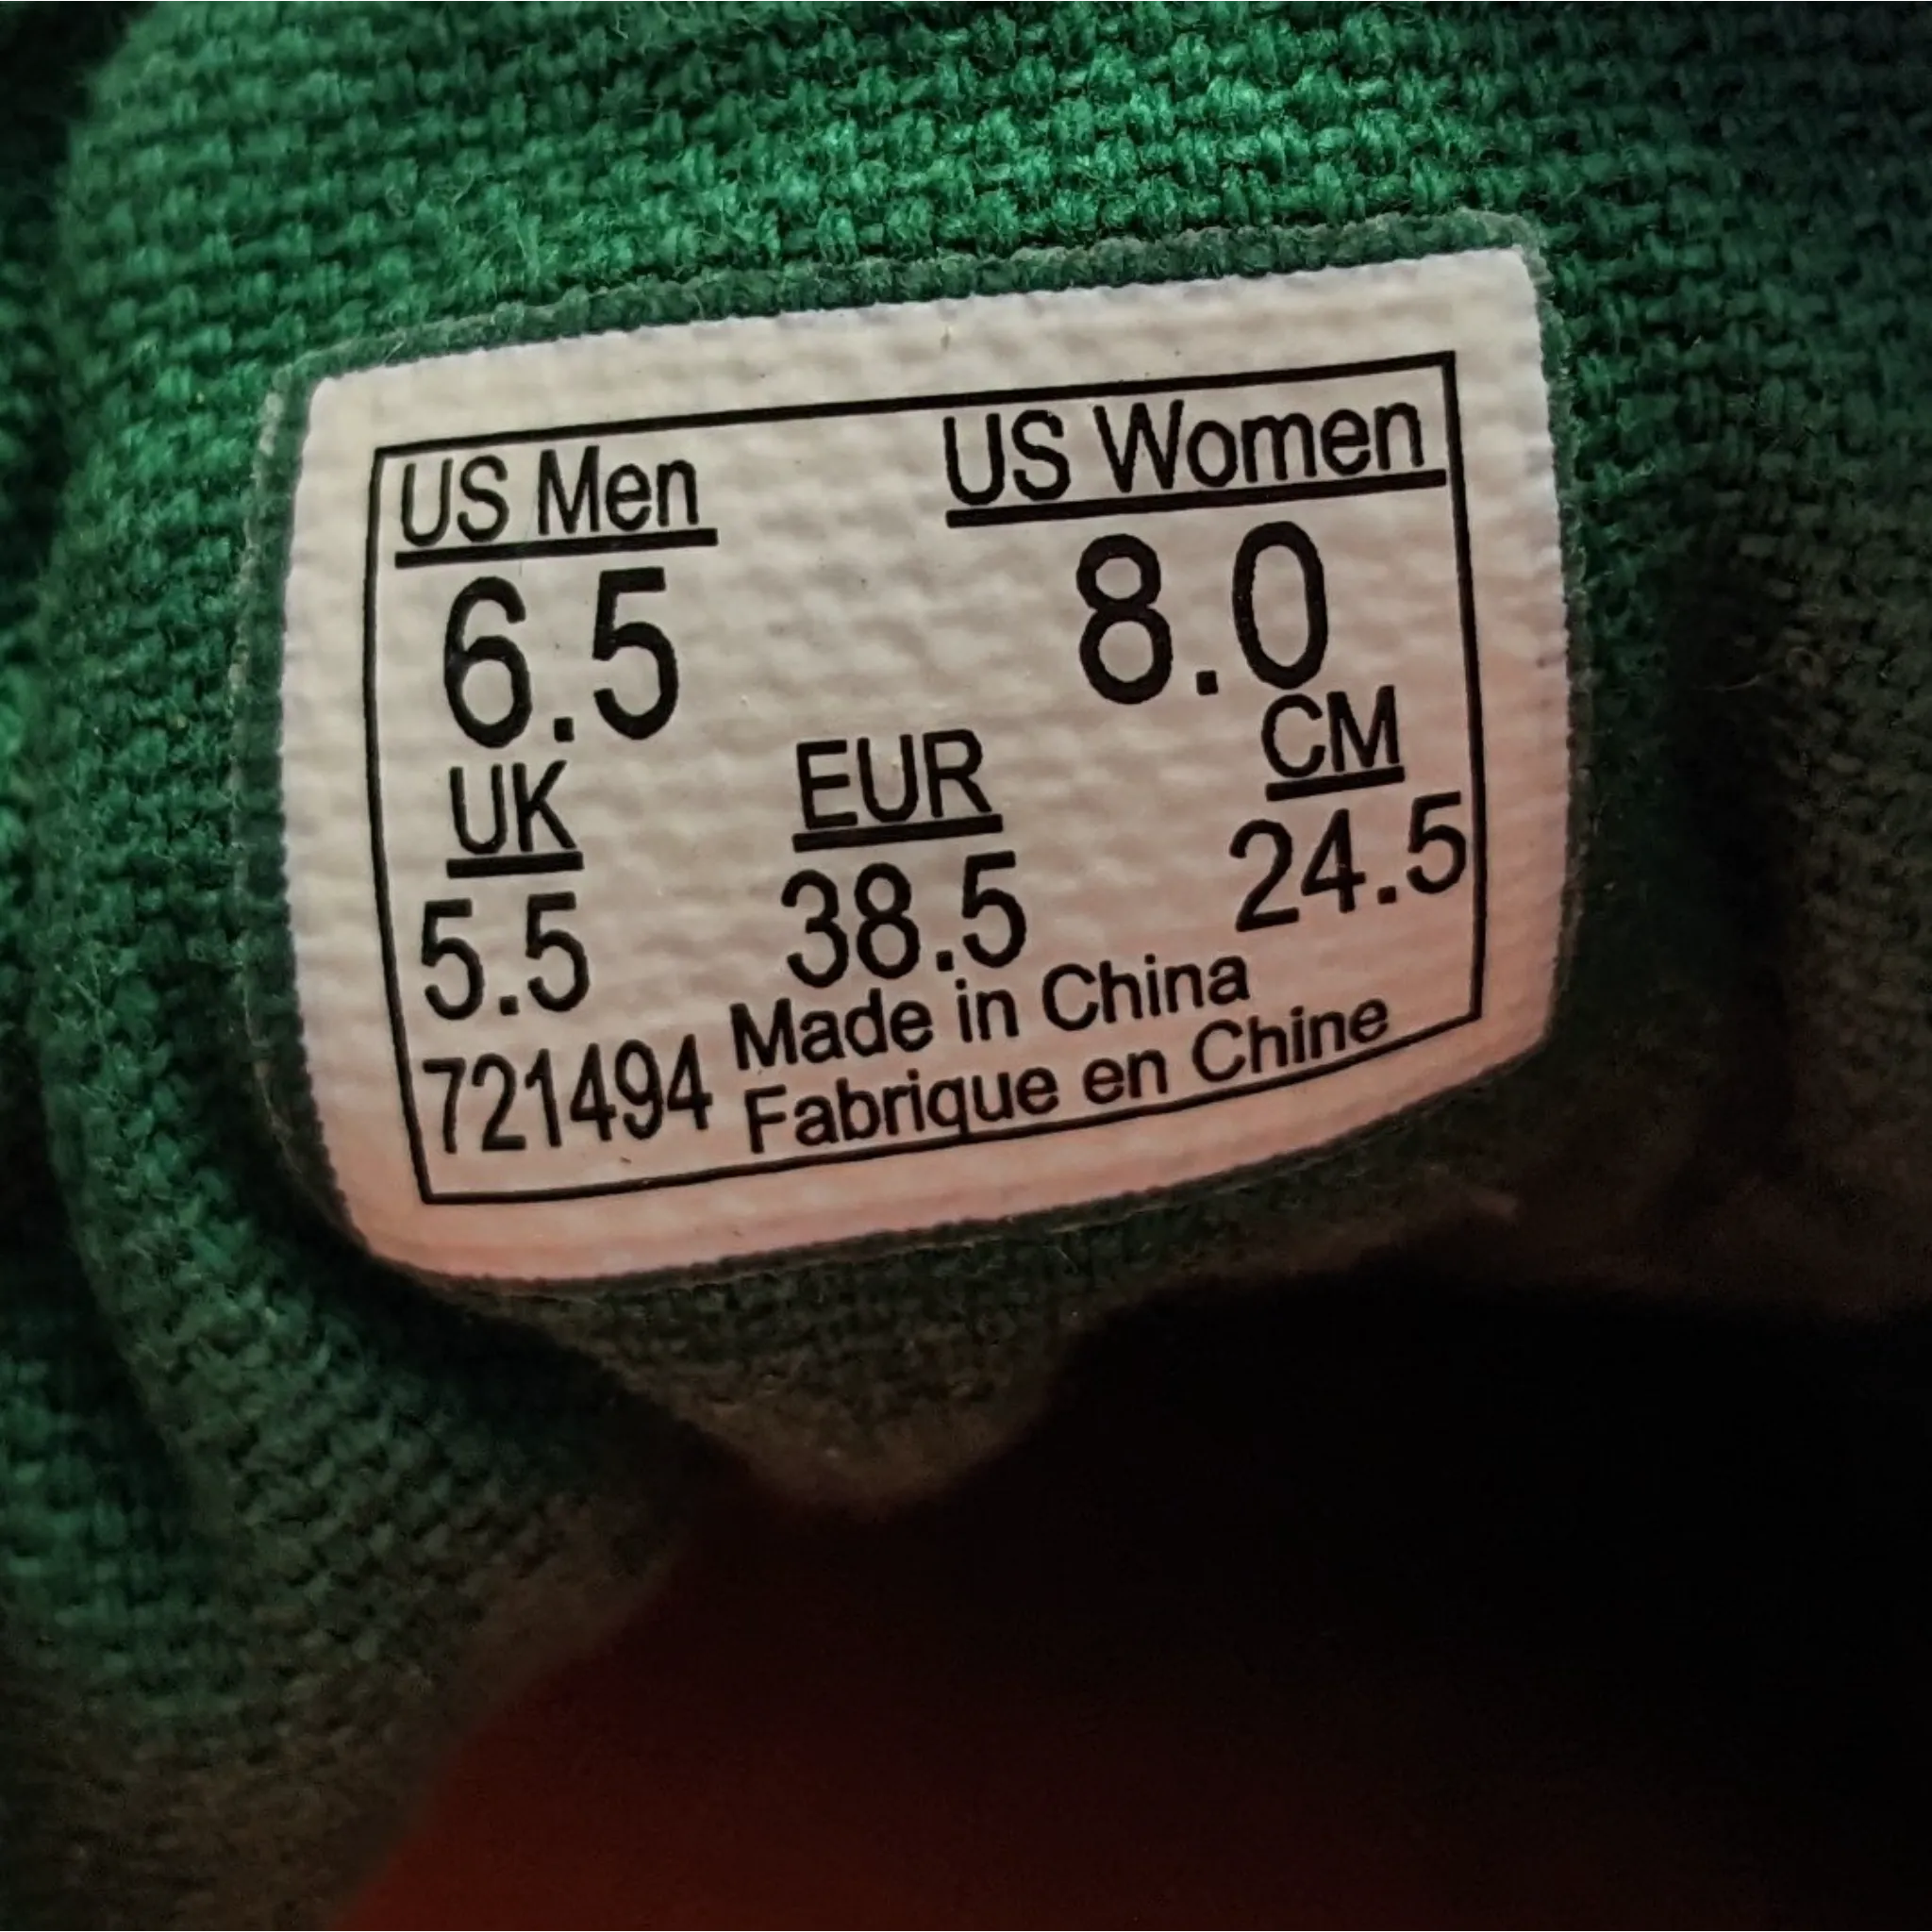 US Men US Women
6.5 8.0
UK EUR CM
5.5 38.5 24.5
721494 Made in China
Fabrique en Chine